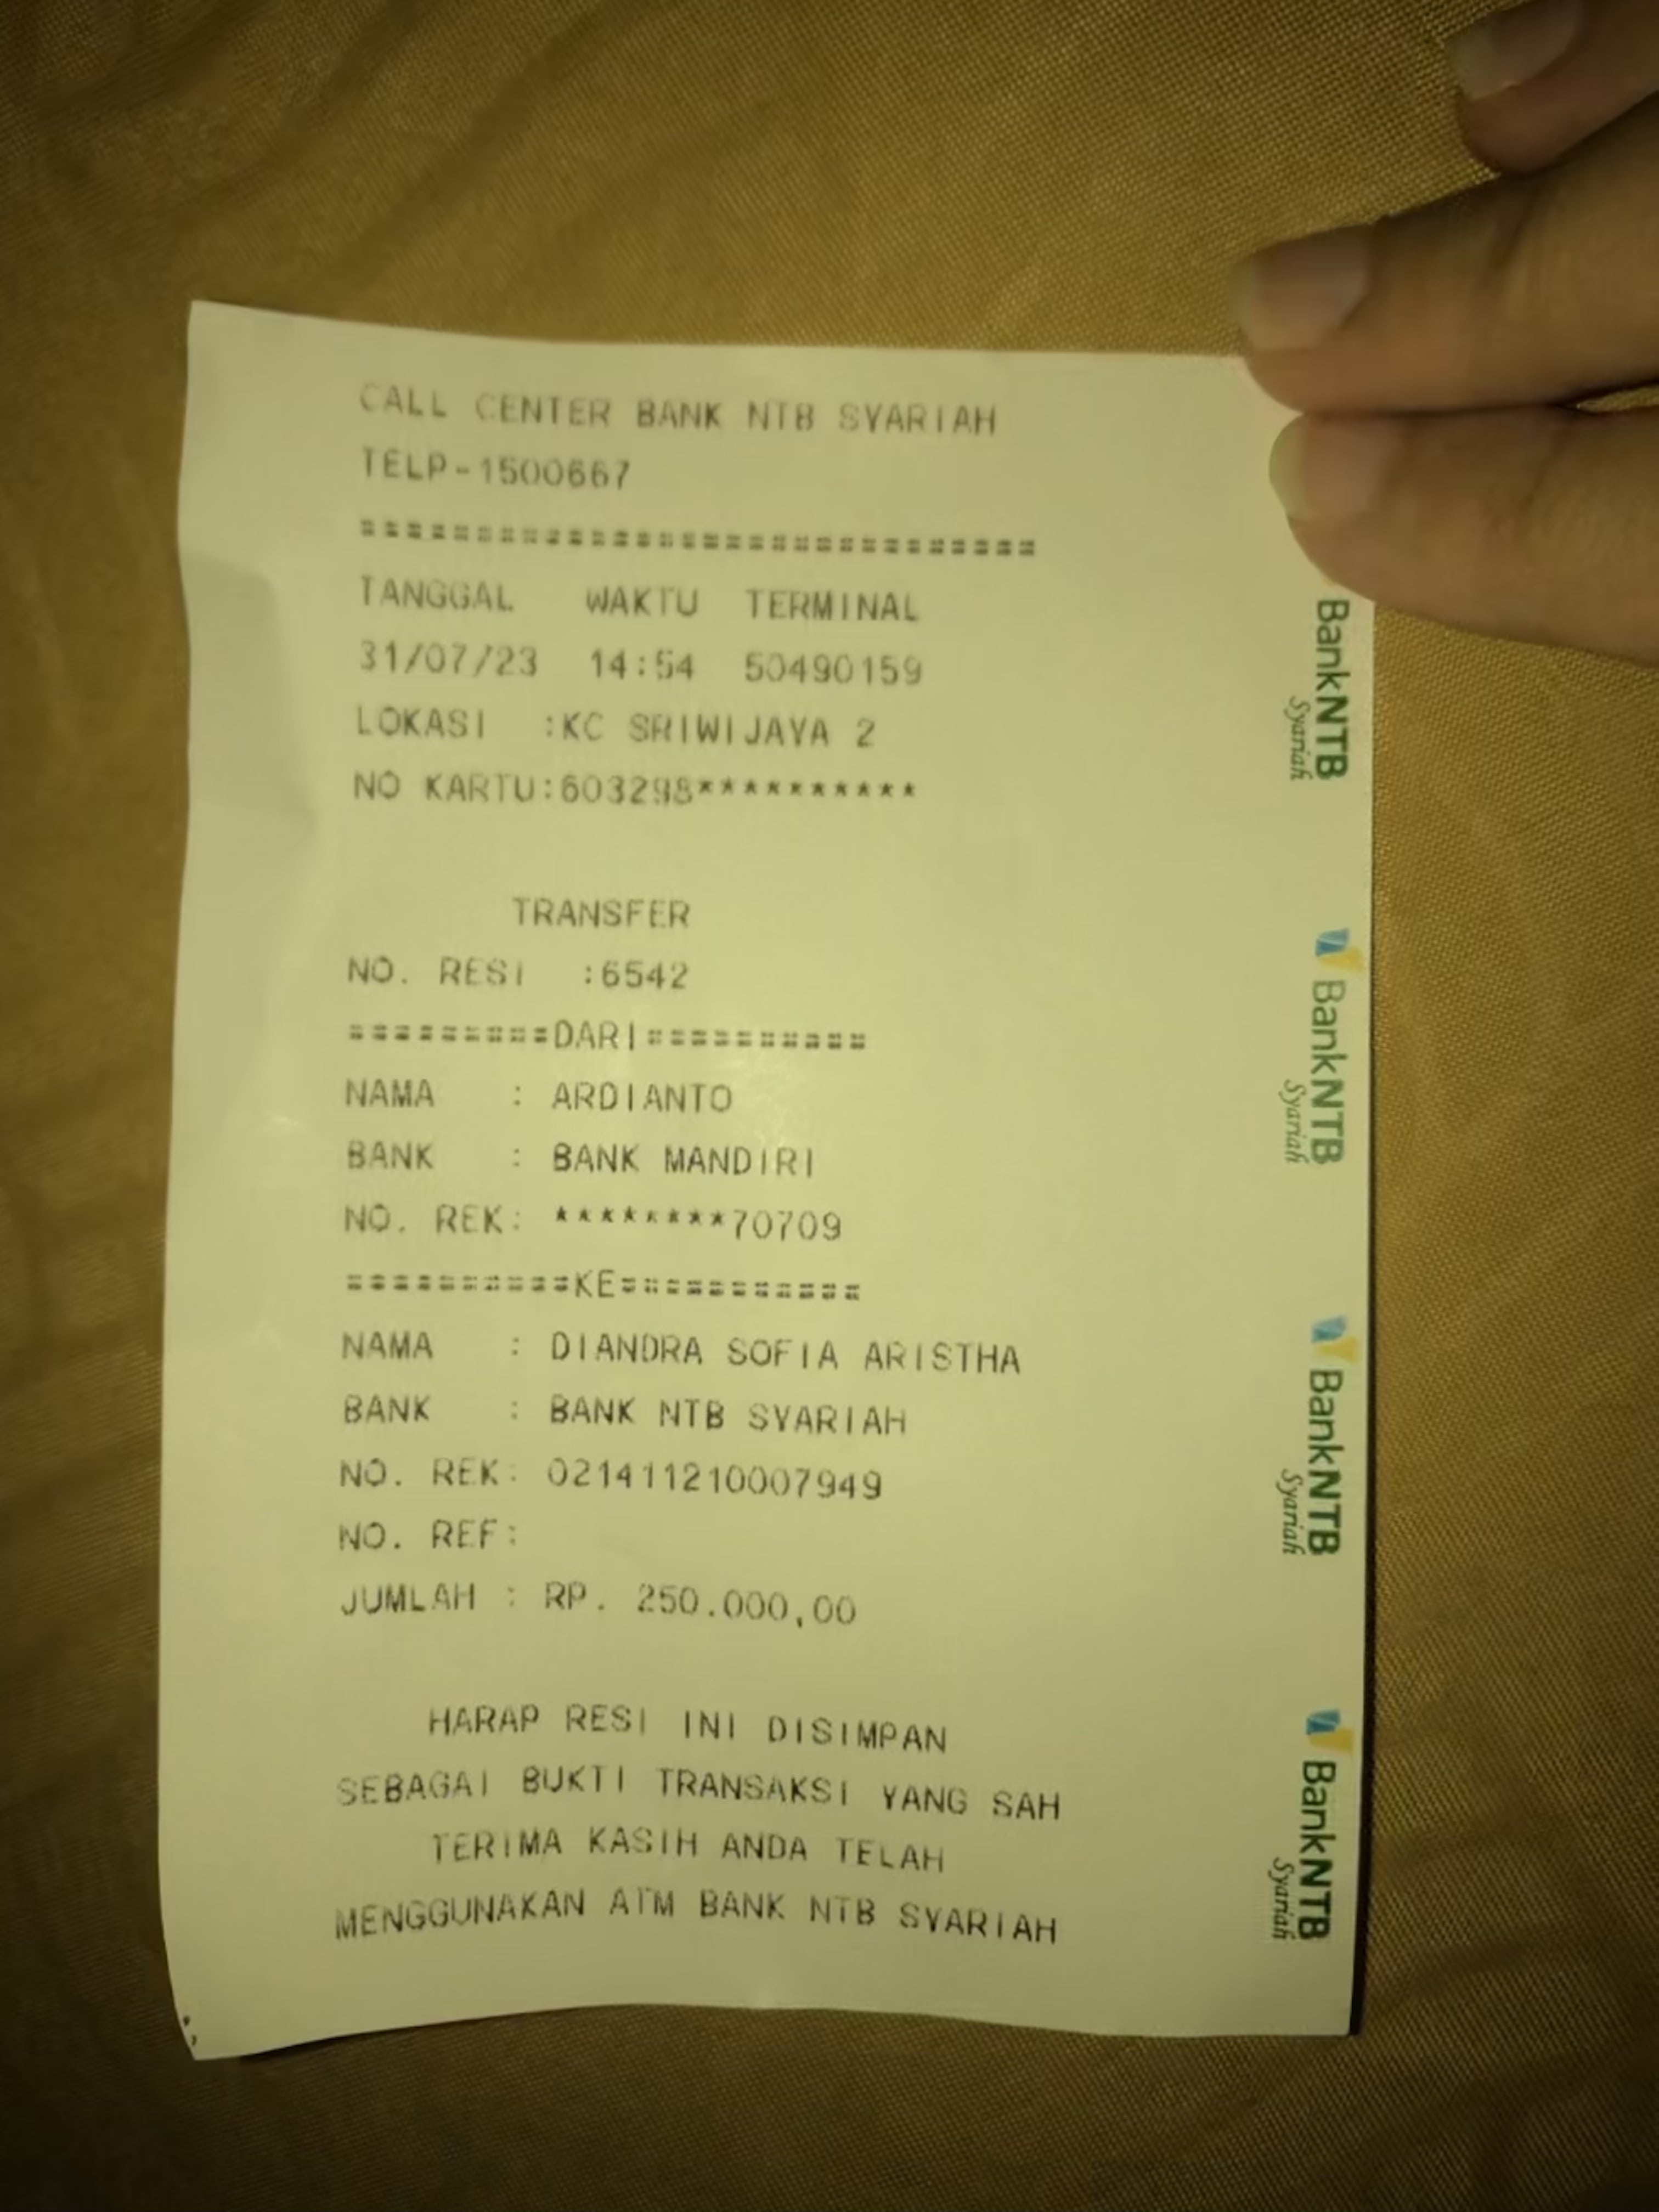 CALL CENTER BANK NTB SYARIAH
TELP-1500667
==============================
TANGGAL WAKTU TERMINAL
31/07/23 14:54 50490159
LOKASI :KC SRIWIJAYA 2
NO KARTU:603298**********
TRANSFER
NO. RESI :6542
=========DARI==========
NAMA : ARDIANTO
BANK : BANK MANDIRI
NO. REK: ********70709
==========KE===========
NAMA : DIANDRA SOFIA ARISTHA
BANK : BANK NTB SYARIAH
NO. REK: 021411210007949
NO. REF:
JUMLAH : RP. 250.000,00
HARAP RESI INI DISIMPAN
SEBAGAI BUKTI TRANSAKSI YANG SAH
TERIMA KASIH ANDA TELAH
MENGGUNAKAN ATM BANK NTB SYARIAH
BankNTB
Syariah
BankNTB
Syariah
BankNTB
Syariah
BankNTB
Syariah